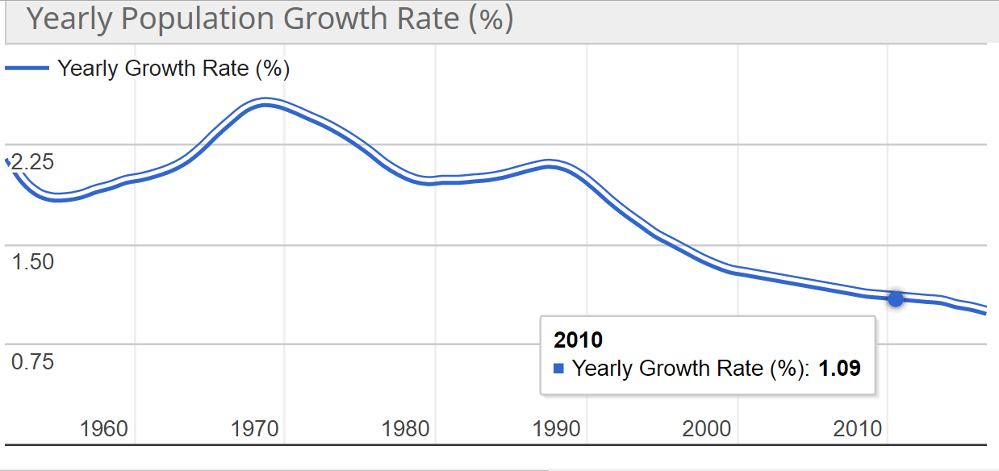 Yearly Population Growth Rate (%)
Yearly Growth Rate (%)
2.25
1.50
0.75
2010
Yearly Growth Rate (%): 1.09
1960 1970 1980 1990 2000 2010